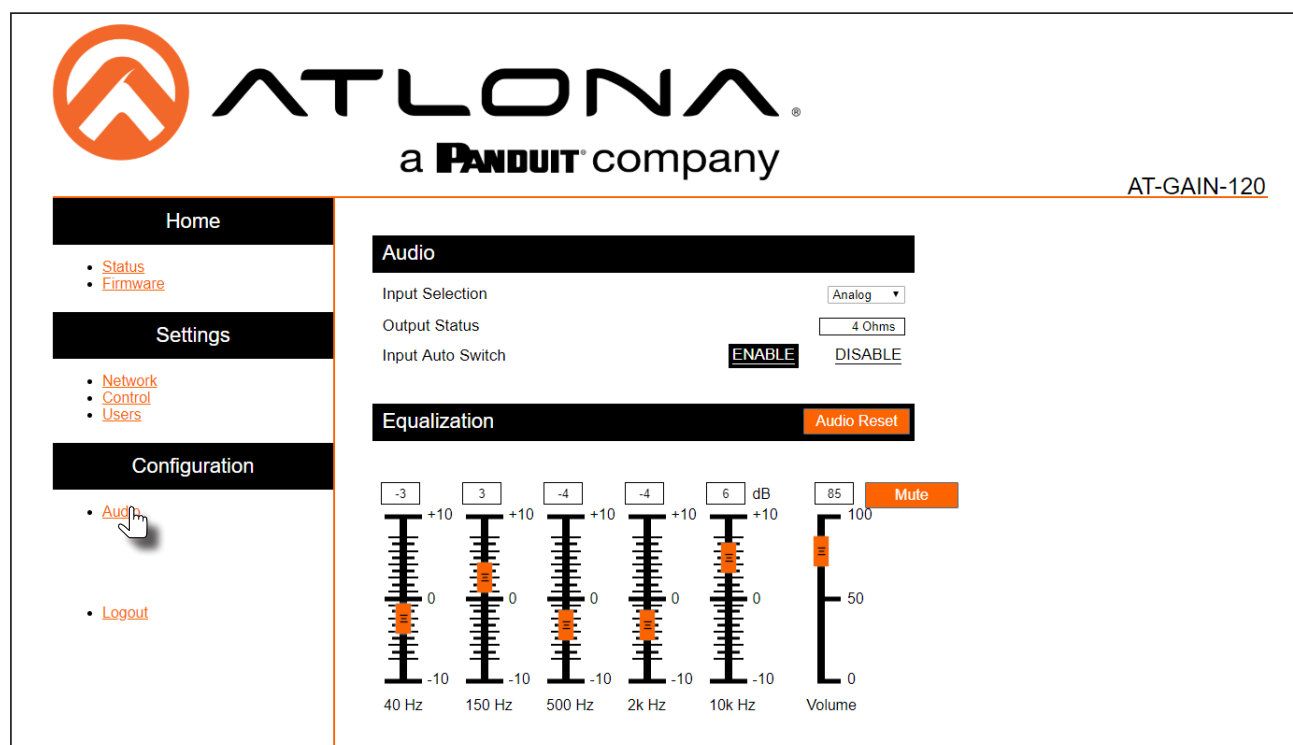 ATLONA®
a PANDUIT® company
AT-GAIN-120
Home
Status
Firmware
Settings
Network
Control
Users
Configuration
Audio
Logout
Audio
Input Selection Analog ▼
Output Status 4 Ohms
Input Auto Switch ENABLE DISABLE
Equalization Audio Reset
-3 3 -4 -4 6 dB 85 Mute
+10 +10 +10 +10 +10 100
0 0 0 0 0 50
-10 -10 -10 -10 -10 0
40 Hz 150 Hz 500 Hz 2k Hz 10k Hz Volume